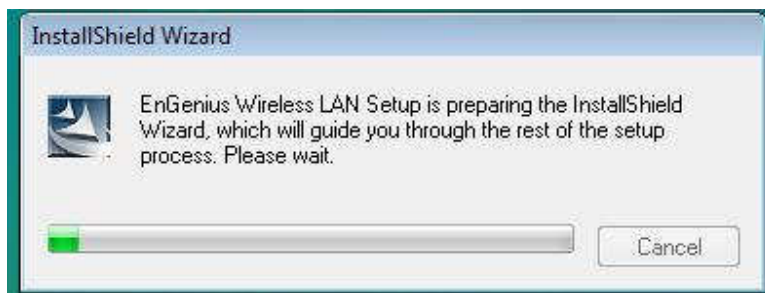 InstallShield Wizard
EnGenius Wireless LAN Setup is preparing the InstallShield
Wizard, which will guide you through the rest of the setup
process. Please wait.
Cancel